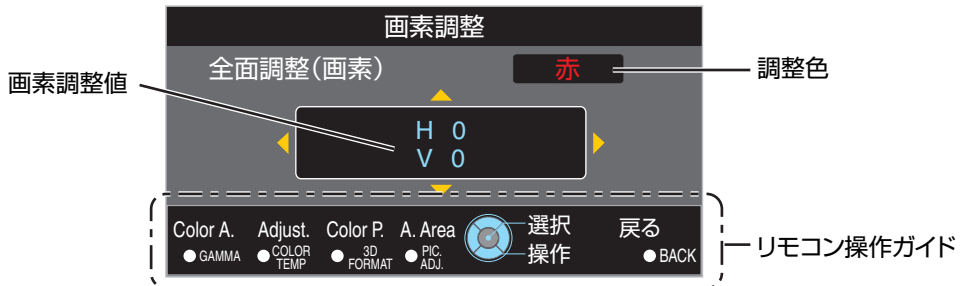 画素調整
全面調整(画素)
赤
調整色
画素調整値
H 0
V 0
Color A. Adjust. Color P. A. Area 選択 戻る
GAMMA COLOR TEMP 3D FORMAT PIC. ADJ. 操作 BACK
リモコン操作ガイド